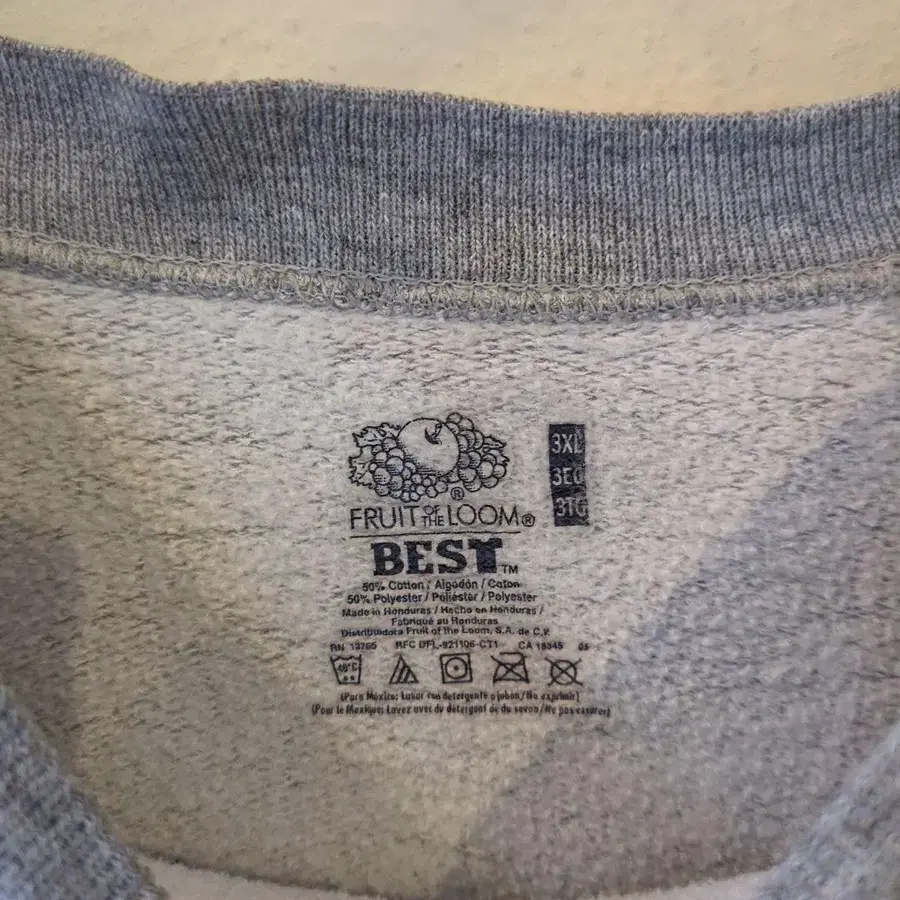 FRUIT OF THE LOOM®
3XL
3EG
3TG
BEST™
50% Cotton / Algodón / Coton
50% Polyester / Poliéster / Polyester
Made in Honduras / Hecho en Honduras /
Fabriqué au Honduras
Distribuidora Fruit of the Loom, S.A. de C.V.
RN 13765 RFC DFL-921106-CT1 CA 18545 05
40°C
(Para México: Lavar con detergente o jabón/No exprimir)
(Pour le Mexique: Lavez avec du détergent ou du savon/Ne pas essorer)